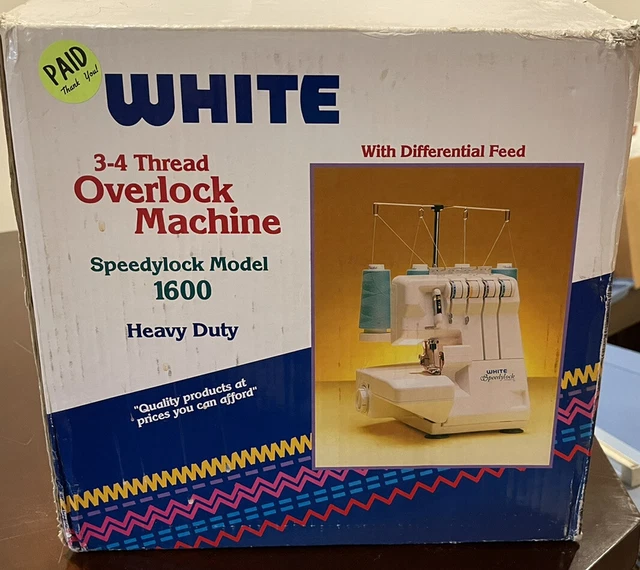 PAID
Thank You!
WHITE
3-4 Thread
Overlock
Machine
Speedylock Model
1600
Heavy Duty
"Quality products at
prices you can afford"
With Differential Feed
WHITE
Speedylock